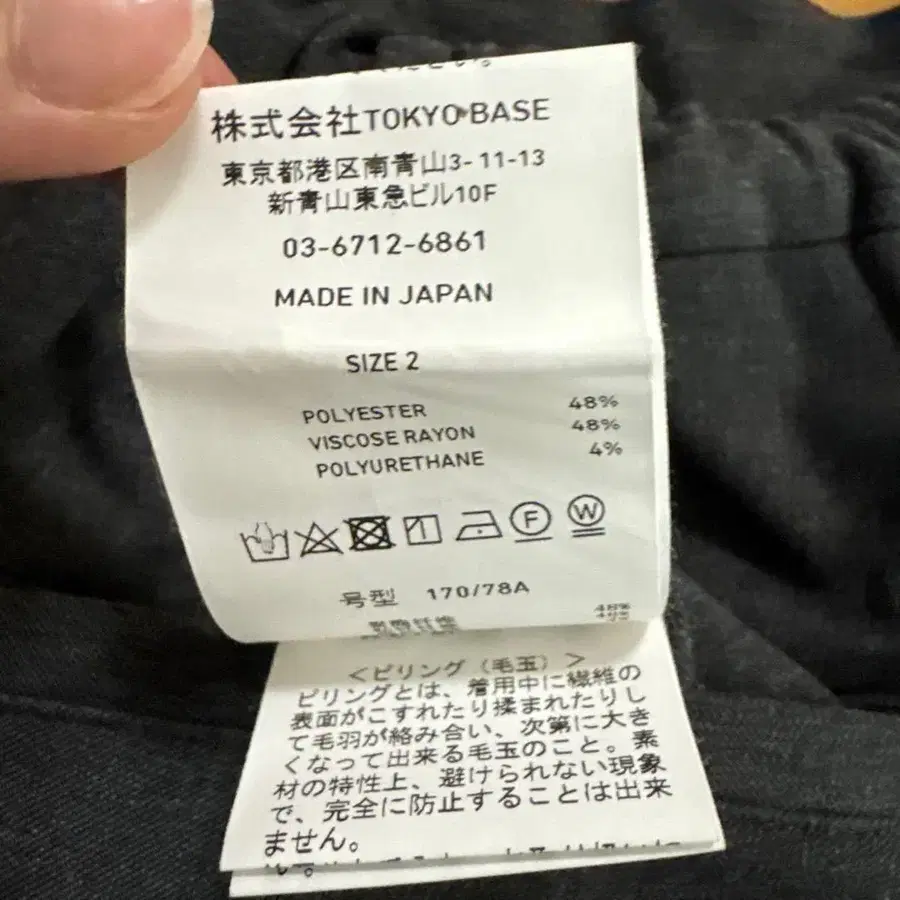 株式会社TOKYO BASE
東京都港区南青山3-11-13
新青山東急ビル10F
03-6712-6861
MADE IN JAPAN
SIZE 2
POLYESTER 48%
VISCOSE RAYON 48%
POLYURETHANE 4%
F W
号型 170/78A
48%
<ピリング(毛玉)>
ピリングとは、着用中に繊維の
表面がこすれたり揉まれたりし
て毛羽が絡み合い、次第に大き
くなって出来る毛玉のこと。素
材の特性上、避けられない現象
で、完全に防止することは出来
ません。